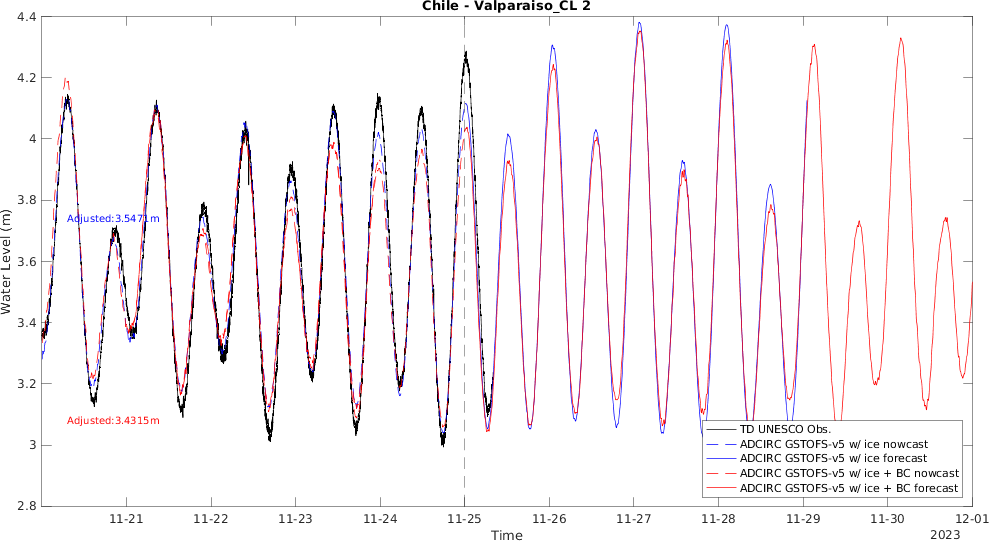 Chile - Valparaiso_CL 2
4.4
4.2
4
3.8
3.6
3.4
3.2
3
2.8
Water Level (m)
Adjusted:3.5471m
Adjusted:3.4315m
TD UNESCO Obs.
ADCIRC GSTOFS-v5 w/ ice nowcast
ADCIRC GSTOFS-v5 w/ ice forecast
ADCIRC GSTOFS-v5 w/ ice + BC nowcast
ADCIRC GSTOFS-v5 w/ ice + BC forecast
11-21 11-22 11-23 11-24 11-25 11-26 11-27 11-28 11-29 11-30 12-01
Time
2023